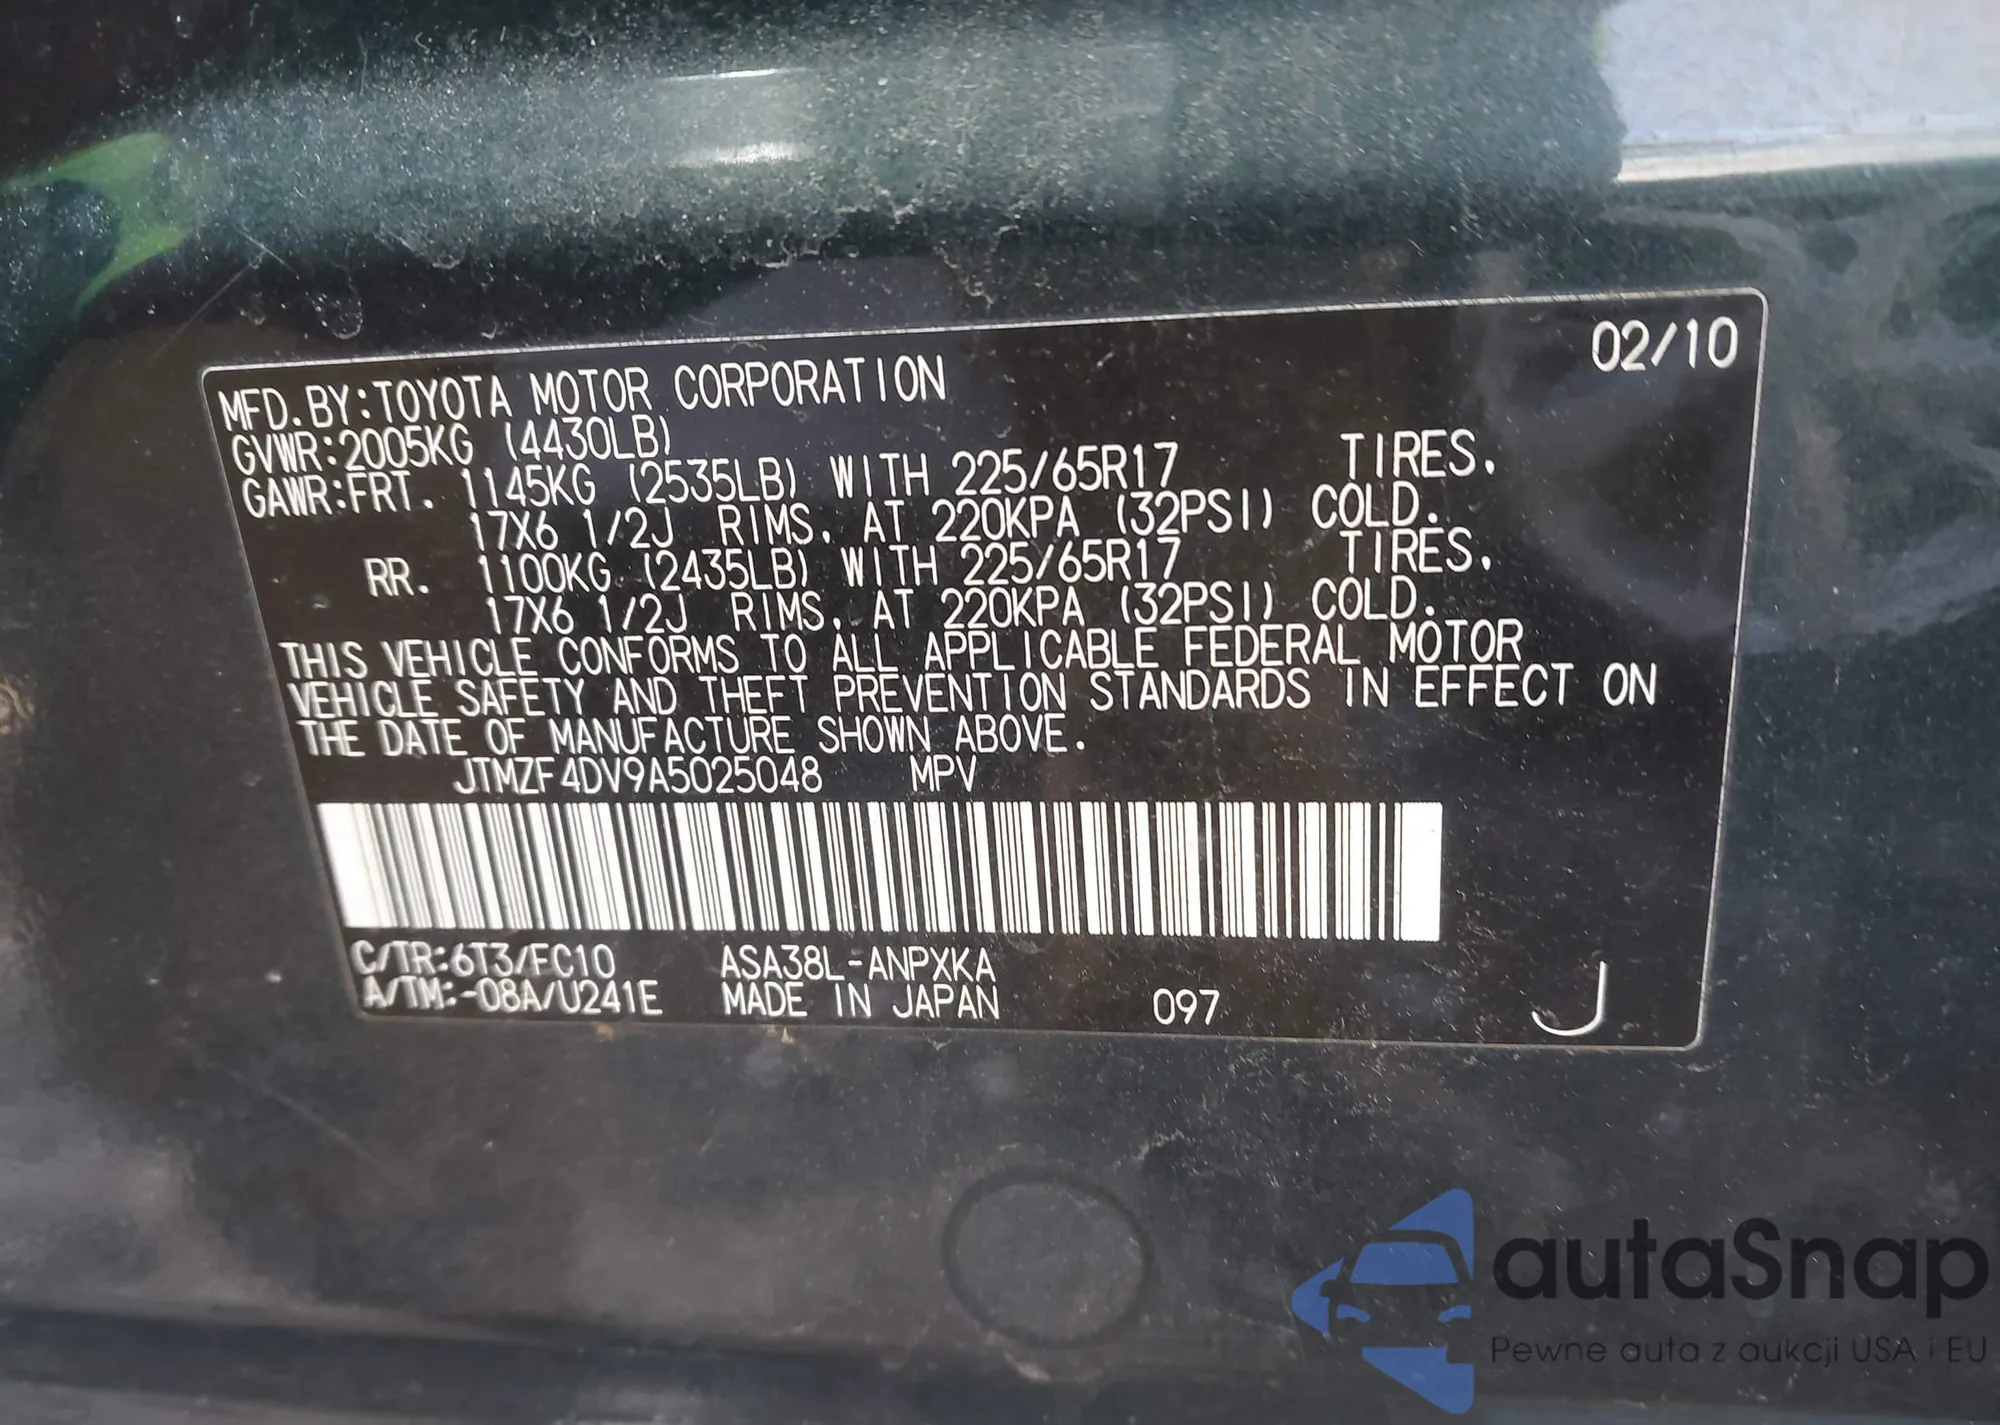 02/10
MFD.BY:TOYOTA MOTOR CORPORATION
GVWR:2005KG (4430LB)
GAWR:FRT. 1145KG (2535LB) WITH 225/65R17 TIRES.
17X6 1/2J RIMS. AT 220KPA (32PSI) COLD.
RR. 1100KG (2435LB) WITH 225/65R17 TIRES.
17X6 1/2J RIMS. AT 220KPA (32PSI) COLD.
THIS VEHICLE CONFORMS TO ALL APPLICABLE FEDERAL MOTOR
VEHICLE SAFETY AND THEFT PREVENTION STANDARDS IN EFFECT ON
THE DATE OF MANUFACTURE SHOWN ABOVE.
JTMZF4DV9A5025048 MPV
C/TR:6T3/FC10 ASA38L-ANPXKA
A/TM:-08A/U241E MADE IN JAPAN 097 J
autaSnap
Pewne auta z aukcji USA i EU